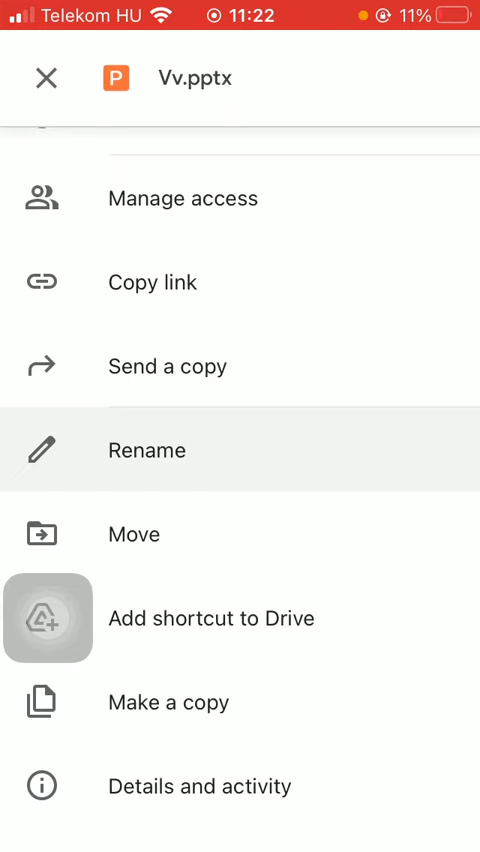 Telekom HU 11:22 11%
P Vv.pptx
Manage access
Copy link
Send a copy
Rename
Move
Add shortcut to Drive
Make a copy
Details and activity